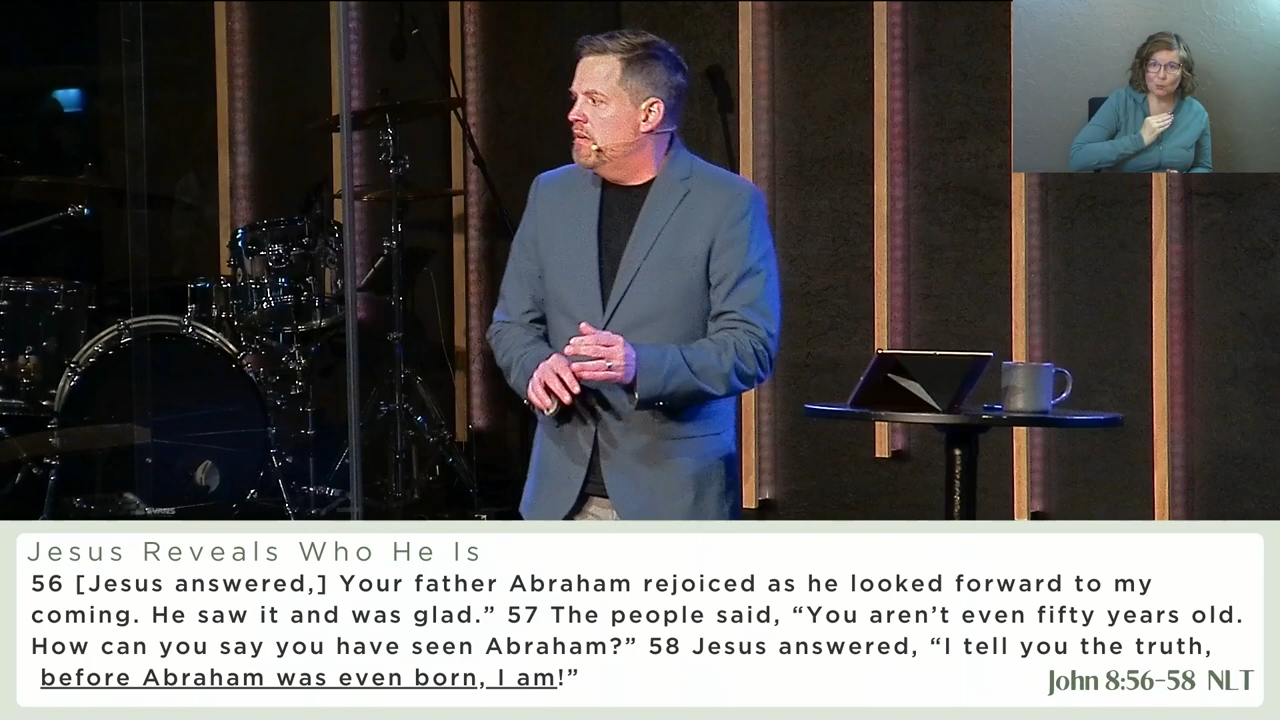 EVANS
Jesus Reveals Who He Is
56 [Jesus answered,] Your father Abraham rejoiced as he looked forward to my
coming. He saw it and was glad.” 57 The people said, “You aren’t even fifty years old.
How can you say you have seen Abraham?” 58 Jesus answered, “I tell you the truth,
before Abraham was even born, I am!”
John 8:56-58 NLT